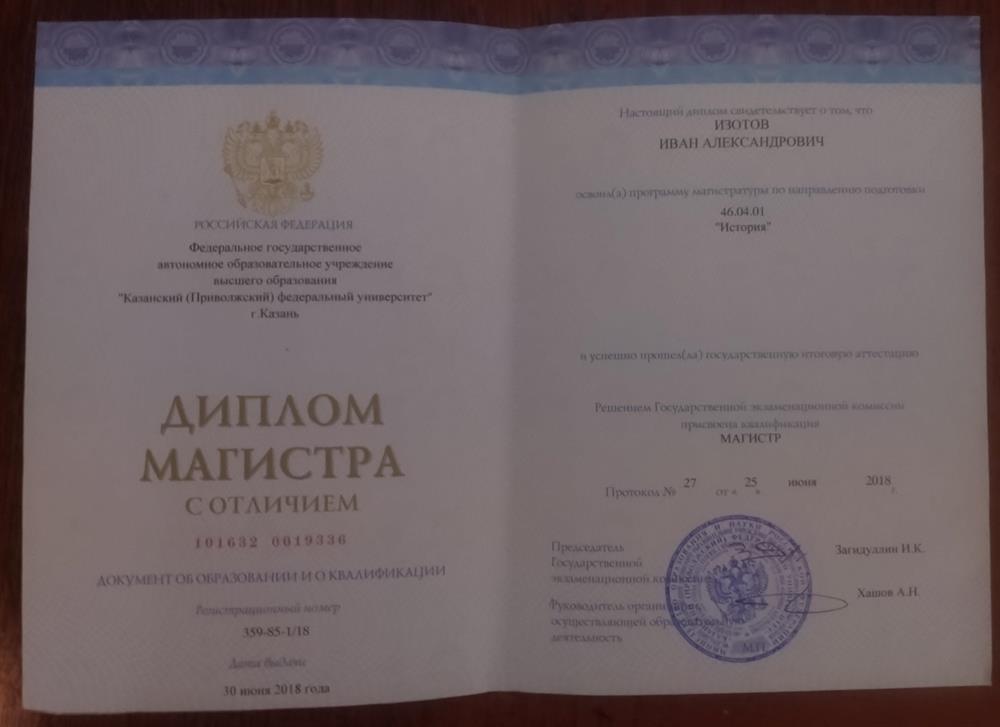 РОССИЙСКАЯ ФЕДЕРАЦИЯ
Федеральное государственное
автономное образовательное учреждение
высшего образования
"Казанский (Приволжский) федеральный университет"
г.Казань
ДИПЛОМ
МАГИСТРА
С ОТЛИЧИЕМ
101632 0019336
ДОКУМЕНТ ОБ ОБРАЗОВАНИИ И О КВАЛИФИКАЦИИ
Регистрационный номер
359-85-1/18
Дата выдачи
30 июня 2018 года
Настоящий диплом свидетельствует о том, что
ИЗОТОВ
ИВАН АЛЕКСАНДРОВИЧ
освоил(а) программу магистратуры по направлению подготовки
46.04.01
"История"
и успешно прошел(ла) государственную итоговую аттестацию
Решением Государственной экзаменационной комиссии
присвоена квалификация
МАГИСТР
Протокол № 27 от « 25 » июня 2018 г.
Председатель
Государственной
экзаменационной
Загидуллин И.К.
Руководитель
осуществляющей
деятельность
Хашов А.Н.
М.П.